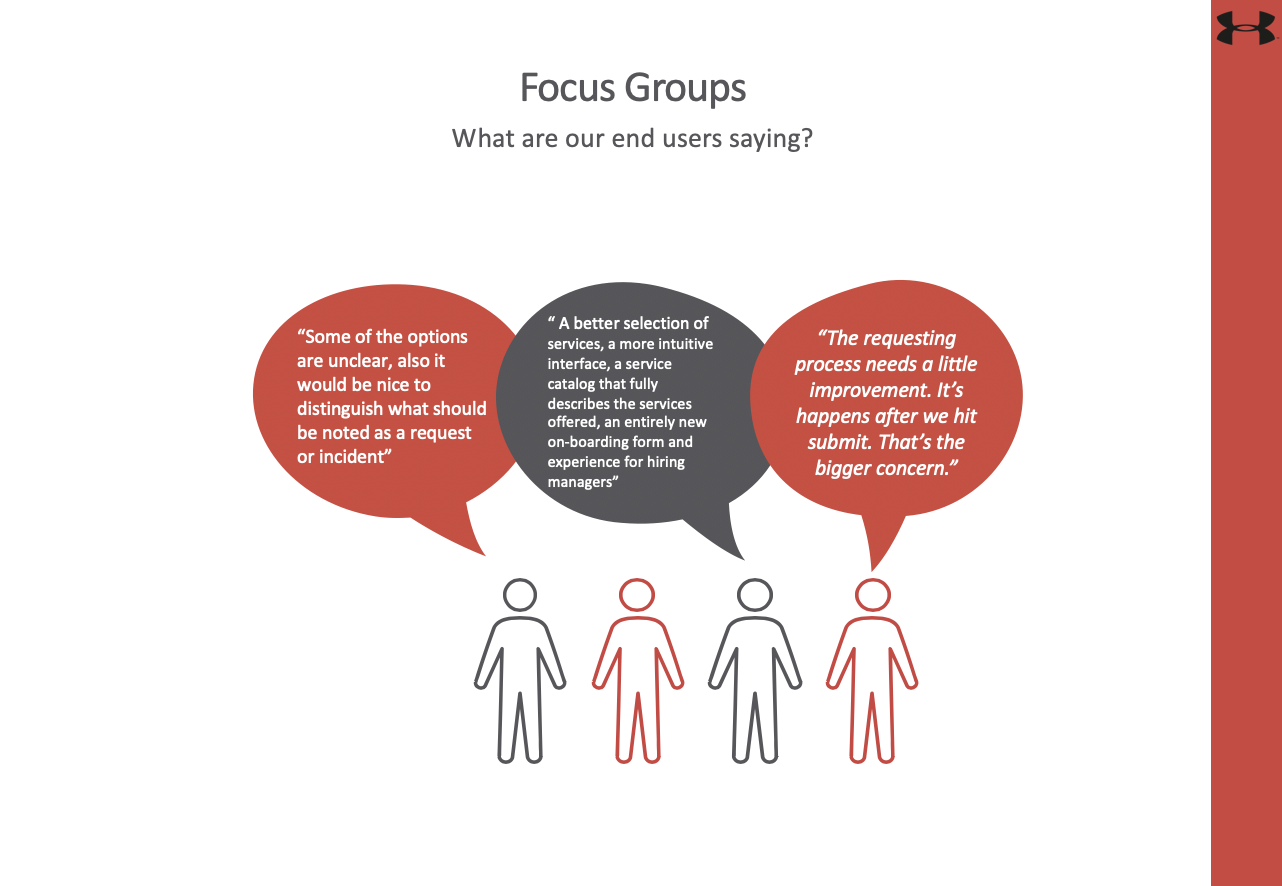 Focus Groups
What are our end users saying?
“Some of the options
are unclear, also it
would be nice to
distinguish what should
be noted as a request
or incident”
“ A better selection of
services, a more intuitive
interface, a service
catalog that fully
describes the services
offered, an entirely new
on-boarding form and
experience for hiring
managers”
“The requesting
process needs a little
improvement. It’s
happens after we hit
submit. That’s the
bigger concern.”